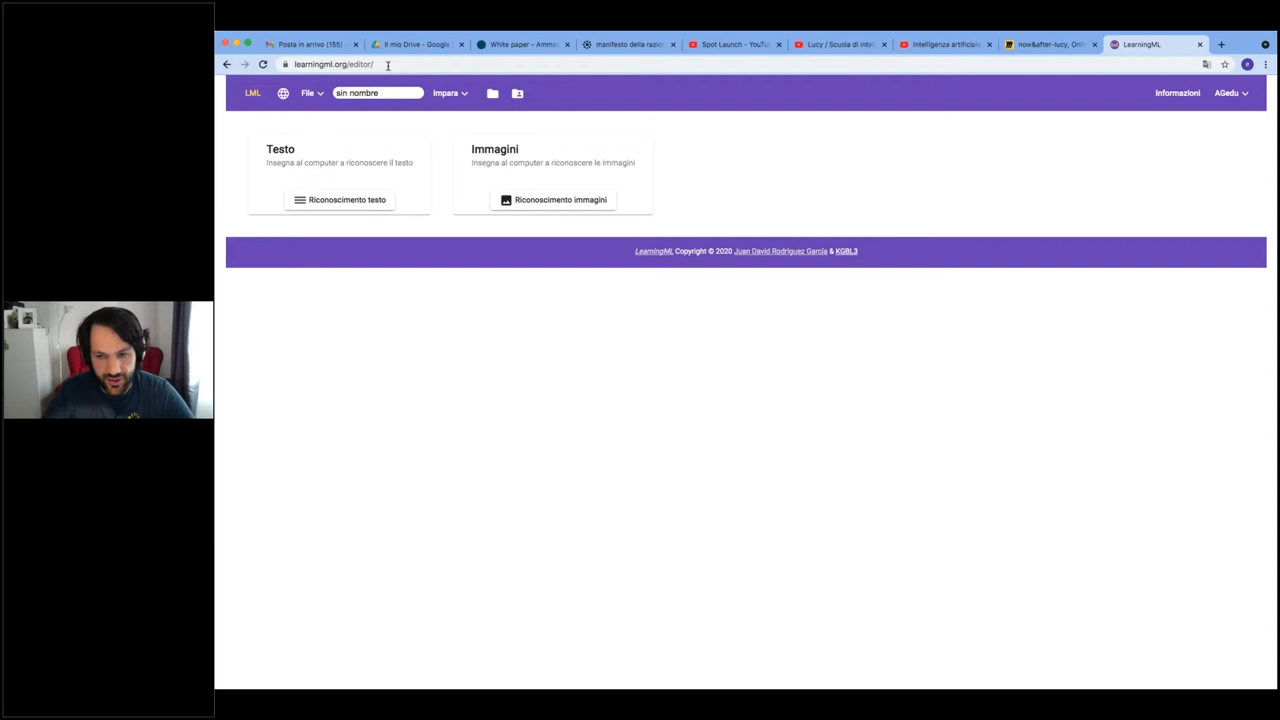 Posta in arrivo (155)
Il mio Drive - Google
White paper - Amma
manifesto della razio
Spot Launch - YouTu
Lucy / Scuola di inte
Intelligenza artificiale
now&after-lucy, Onl
LearningML
learningml.org/editor/
LML File sin nombre Impara Informazioni AGedu
Testo
Insegna al computer a riconoscere il testo
Riconoscimento testo
Immagini
Insegna al computer a riconoscere le immagini
Riconoscimento immagini
LearningML Copyright © 2020 Juan David Rodríguez García & KGBL3